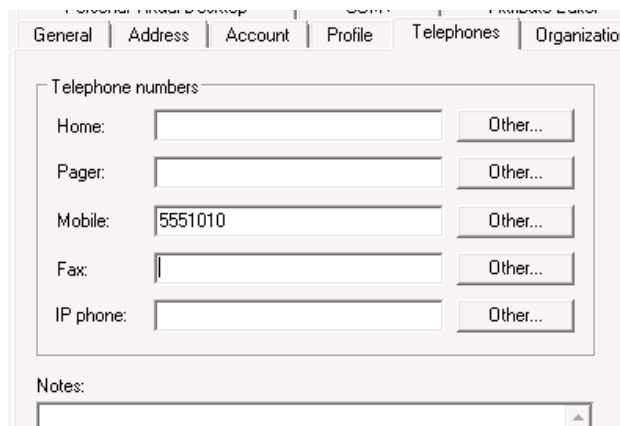 General Address Account Profile Telephones Organizatio
Telephone numbers
Home: Other...
Pager: Other...
Mobile: 5551010 Other...
Fax: Other...
IP phone: Other...
Notes: